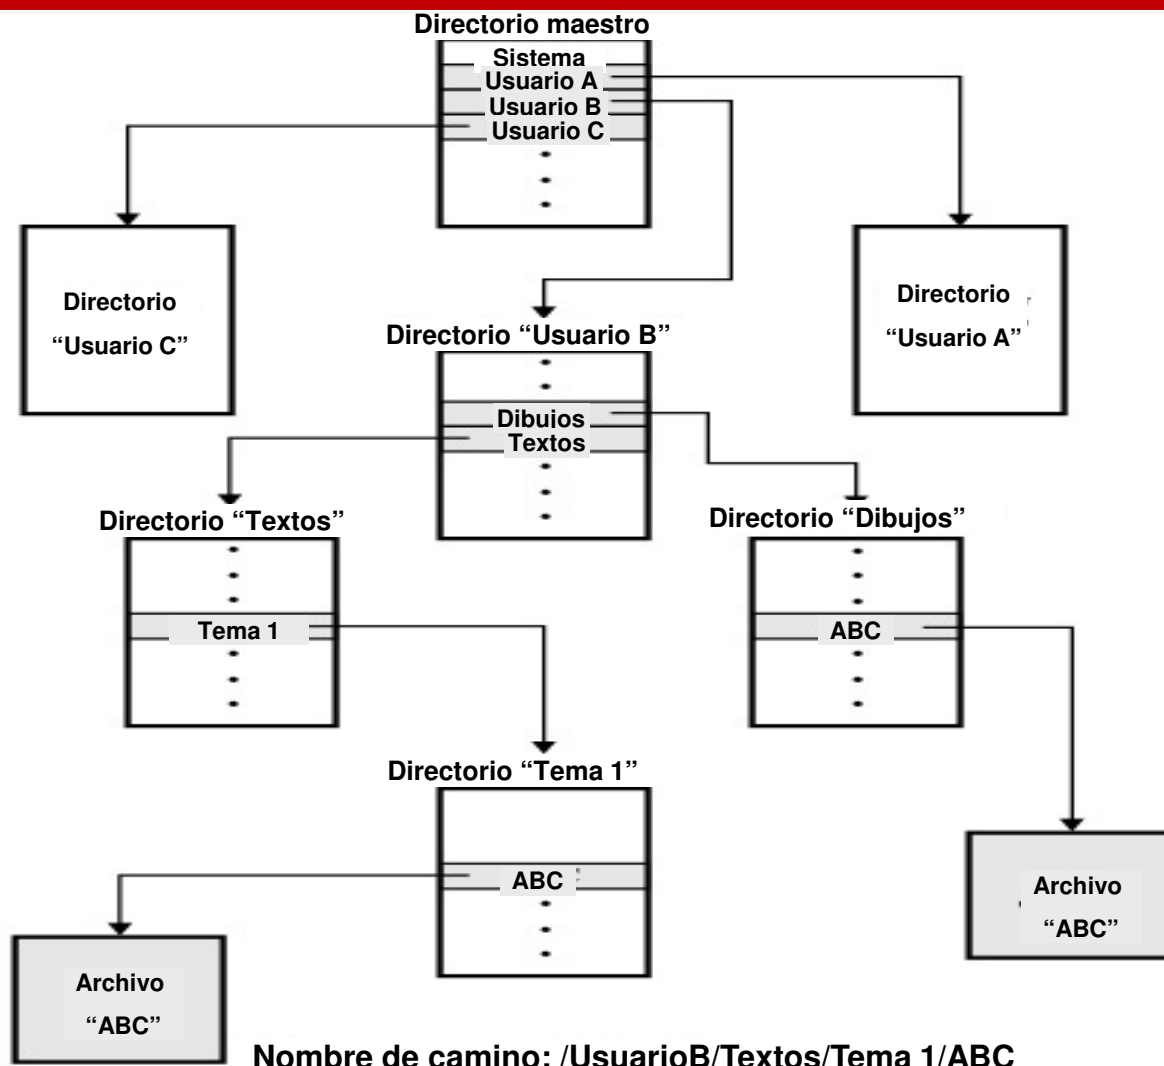 Directorio maestro
Sistema
Usuario A
Usuario B
Usuario C
Directorio
“Usuario C”
Directorio
“Usuario A”
Directorio “Usuario B”
Dibujos
Textos
Directorio “Textos”
Directorio “Dibujos”
Tema 1
ABC
Directorio “Tema 1”
ABC
Archivo
“ABC”
Archivo
“ABC”
Nombre de camino: /UsuarioB/Textos/Tema 1/ABC